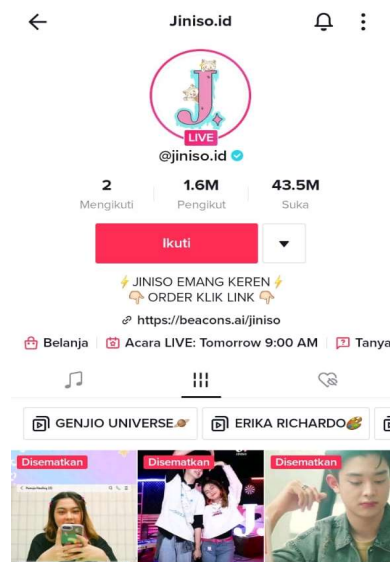 Jiniso.id
J.
LIVE
@jiniso.id
2 1.6M 43.5M
Mengikuti Pengikut Suka
Ikuti
⚡JINISO EMANG KEREN⚡
👇🏻 ORDER KLIK LINK 👇🏻
https://beacons.ai/jiniso
Belanja Acara LIVE: Tomorrow 9:00 AM Tanya
GENJIO UNIVERSE🪐 ERIKA RICHARDO
Disematkan Disematkan Disematkan